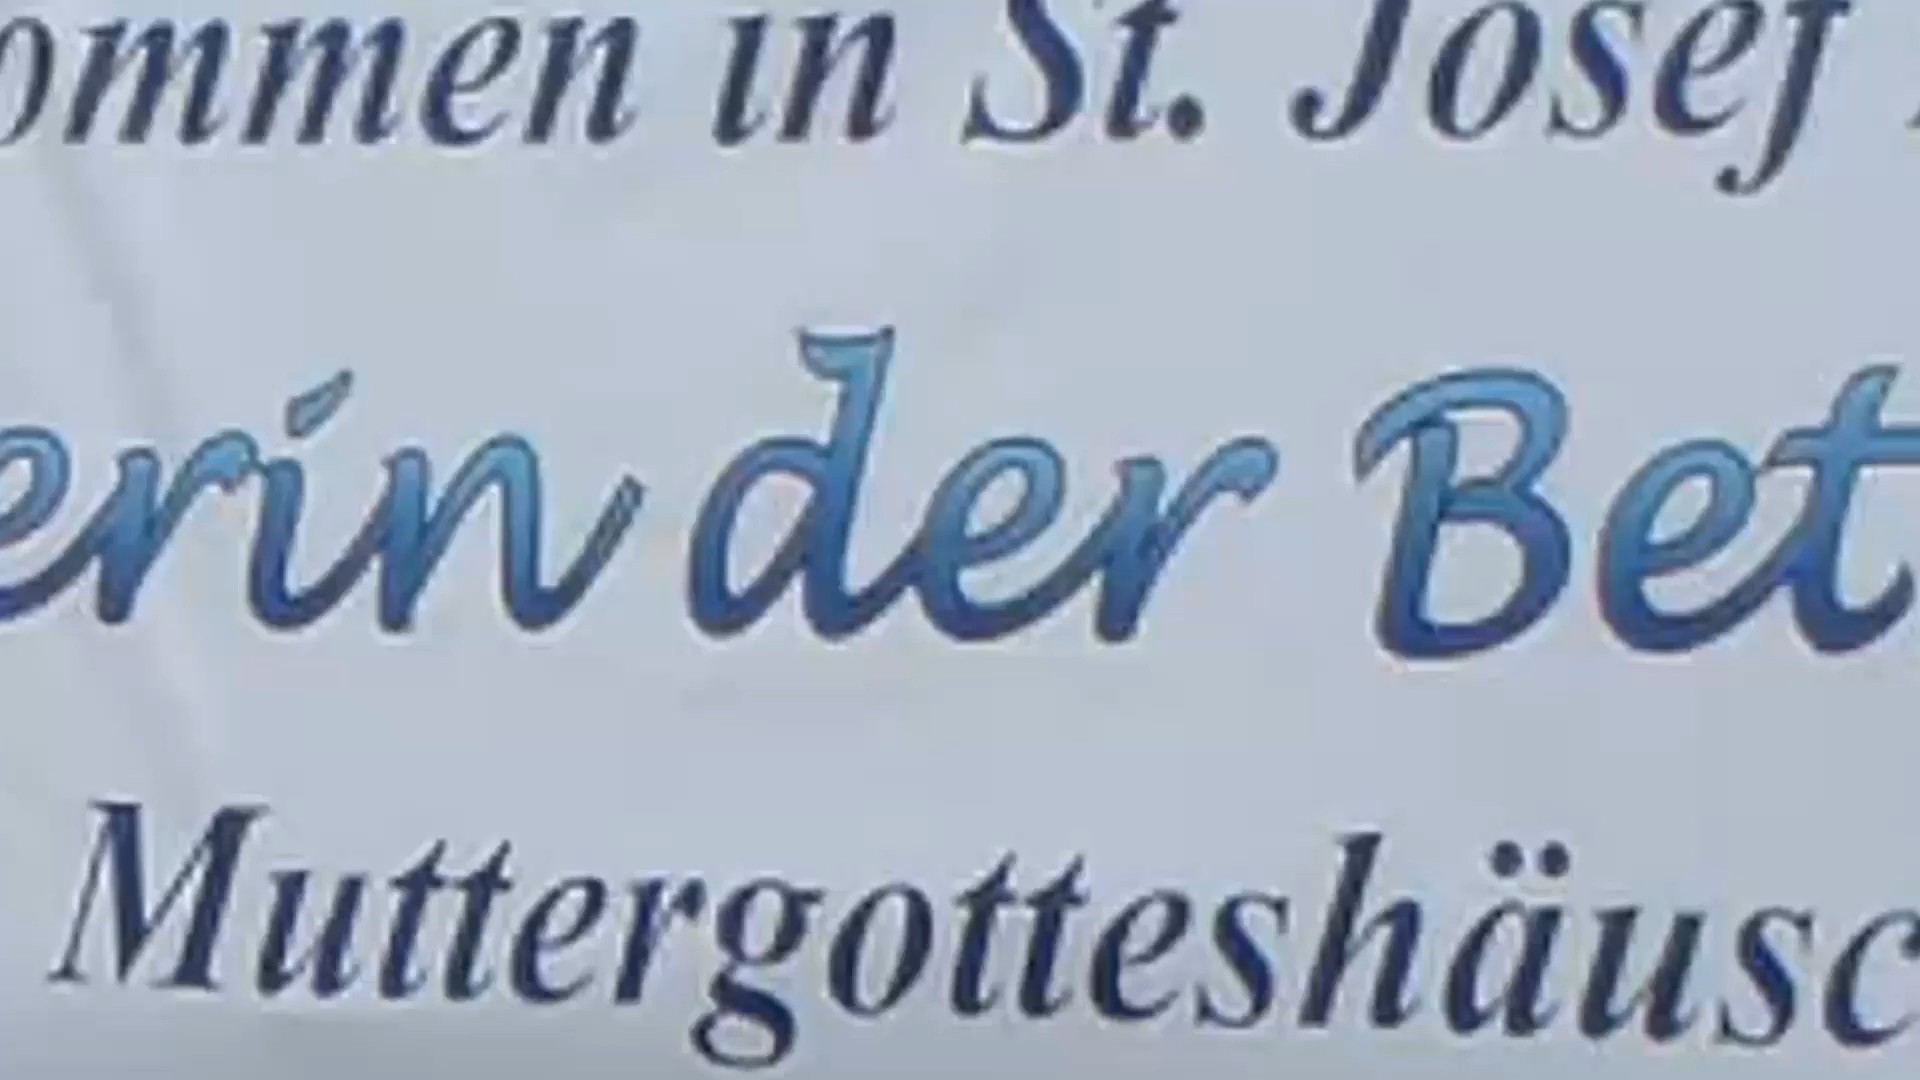 ommen in St. Josef
erin der Bet
Muttergotteshäusc